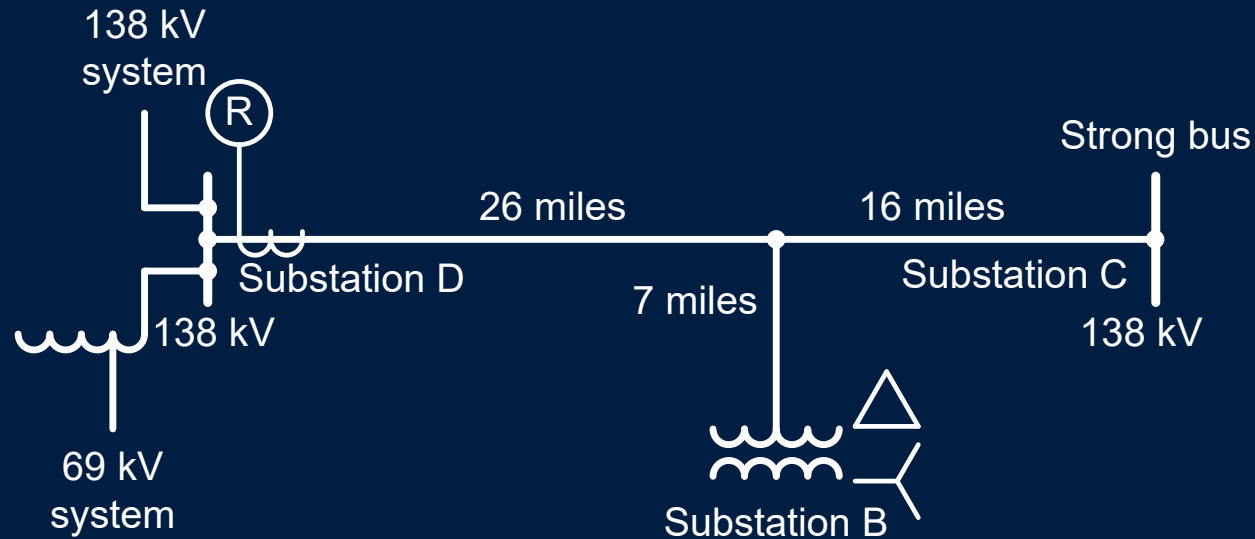 138 kV
system
R
Strong bus
26 miles
16 miles
Substation D
Substation C
7 miles
138 kV
138 kV
69 kV
system
Substation B